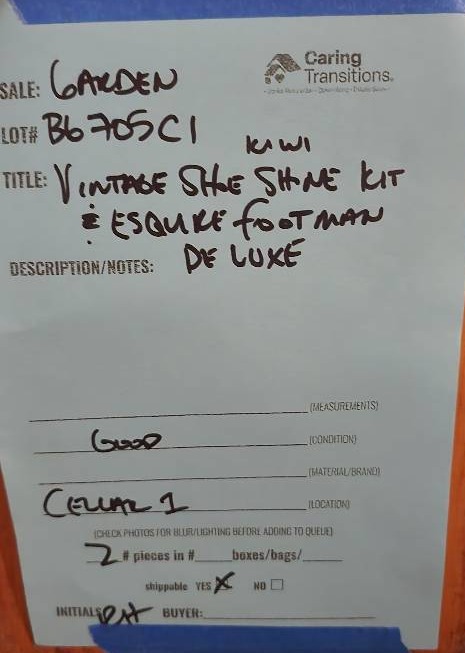 Caring
Transitions®
SALE: GARDEN
LOT# B6705C1
KIWI
TITLE: VINTAGE SHOE SHINE KIT
& ESQUIRE FOOTMAN
DE LUXE
DESCRIPTION/NOTES:
(MEASUREMENTS)
GOOD (CONDITION)
(MATERIAL/BRAND)
CELLAR 1 (LOCATION)
(CHECK PHOTOS FOR BLUR/LIGHTING BEFORE ADDING TO QUEUE)
2 # pieces in #____ boxes/bags/____
shippable YES X NO ☐
INITIALS BUYER: